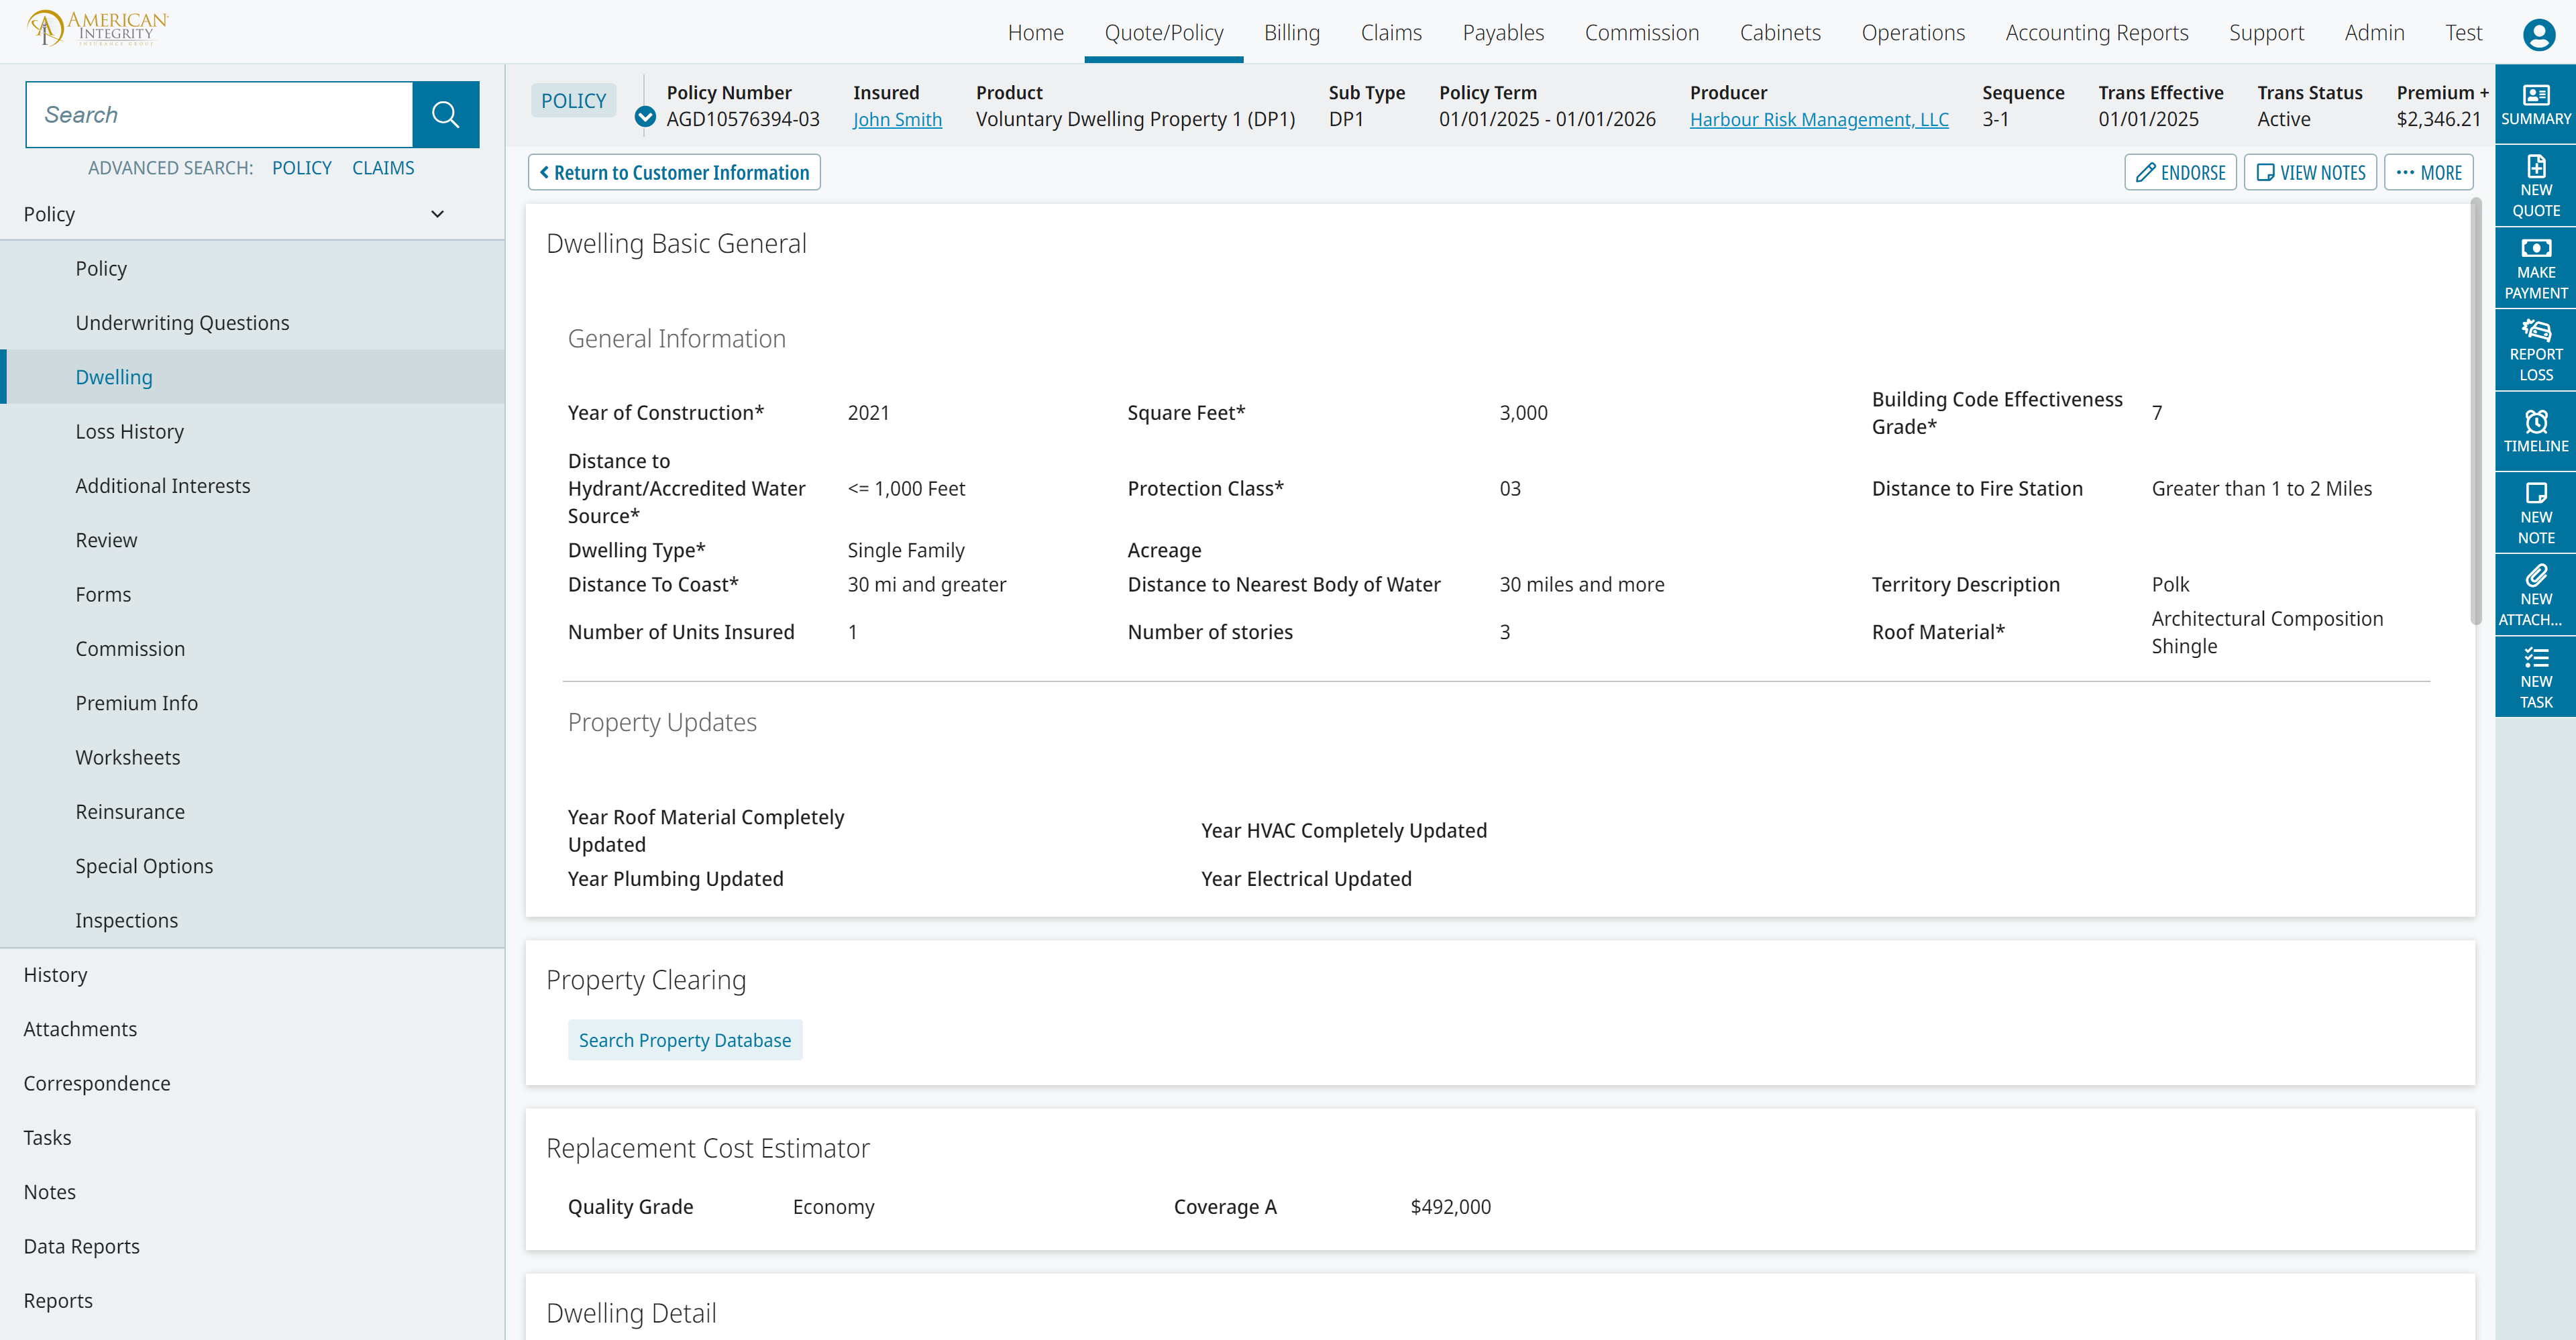 AMERICAN
INTEGRITY
INSURANCE GROUP
Home Quote/Policy Billing Claims Payables Commission Cabinets Operations Accounting Reports Support Admin Test
Search
ADVANCED SEARCH: POLICY CLAIMS
Policy
Policy
Underwriting Questions
Dwelling
Loss History
Additional Interests
Review
Forms
Commission
Premium Info
Worksheets
Reinsurance
Special Options
Inspections
History
Attachments
Correspondence
Tasks
Notes
Data Reports
Reports
POLICY
Policy Number Insured Product Sub Type Policy Term Producer Sequence Trans Effective Trans Status Premium +
AGD10576394-03 John Smith Voluntary Dwelling Property 1 (DP1) DP1 01/01/2025 - 01/01/2026 Harbour Risk Management, LLC 3-1 01/01/2025 Active $2,346.21
Return to Customer Information
ENDORSE VIEW NOTES MORE
Dwelling Basic General
General Information
Year of Construction* 2021 Square Feet* 3,000 Building Code Effectiveness
Grade* 7
Distance to
Hydrant/Accredited Water
Source* <= 1,000 Feet Protection Class* 03 Distance to Fire Station Greater than 1 to 2 Miles
Dwelling Type* Single Family Acreage
Distance To Coast* 30 mi and greater Distance to Nearest Body of Water 30 miles and more Territory Description Polk
Number of Units Insured 1 Number of stories 3 Roof Material* Architectural Composition
Shingle
Property Updates
Year Roof Material Completely
Updated
Year HVAC Completely Updated
Year Plumbing Updated Year Electrical Updated
Property Clearing
Search Property Database
Replacement Cost Estimator
Quality Grade Economy Coverage A $492,000
Dwelling Detail
SUMMARY
NEW
QUOTE
MAKE
PAYMENT
REPORT
LOSS
TIMELINE
NEW
NOTE
NEW
ATTACH...
NEW
TASK